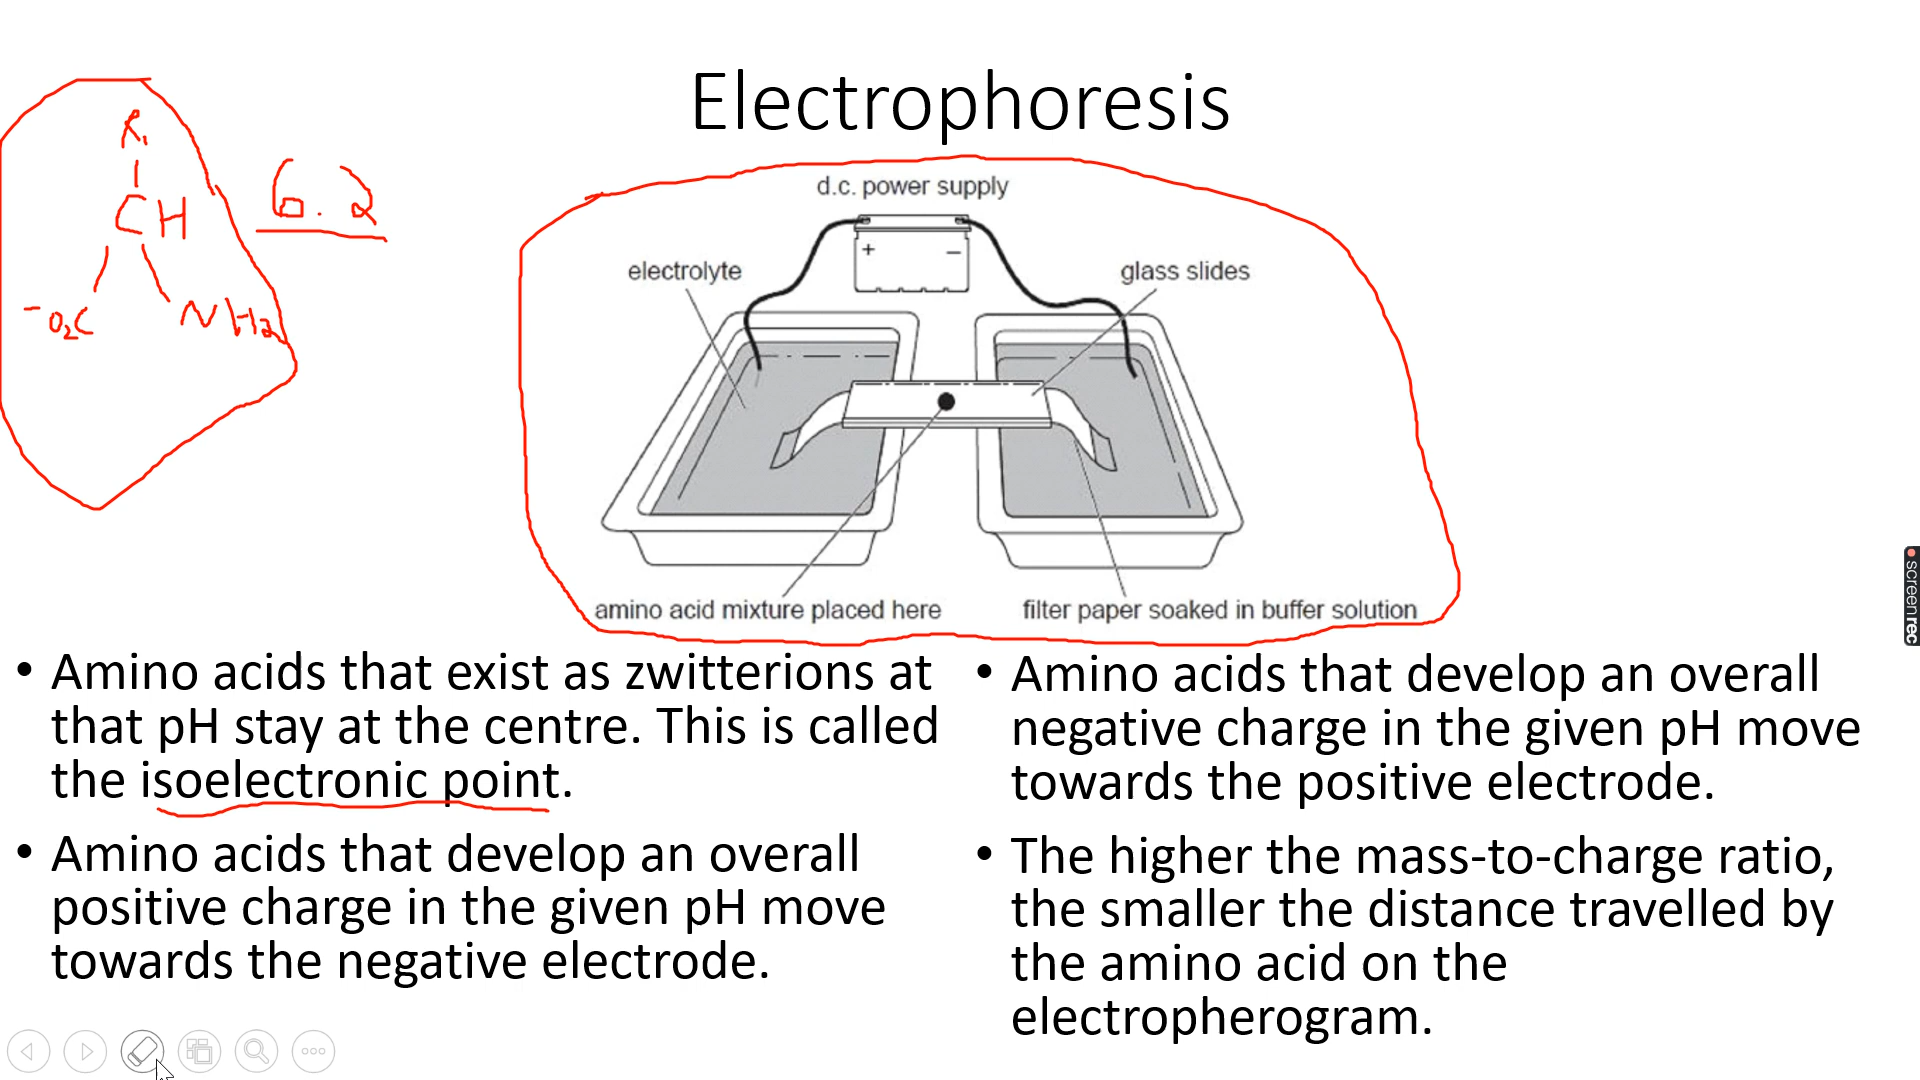 Electrophoresis
R₁
CH
⁻O₂C
NH₂
6.2
d.c. power supply
+ −
electrolyte
glass slides
amino acid mixture placed here
filter paper soaked in buffer solution
• Amino acids that exist as zwitterions at
that pH stay at the centre. This is called
the isoelectronic point.
• Amino acids that develop an overall
positive charge in the given pH move
towards the negative electrode.
• Amino acids that develop an overall
negative charge in the given pH move
towards the positive electrode.
• The higher the mass-to-charge ratio,
the smaller the distance travelled by
the amino acid on the
electropherogram.
screenrec